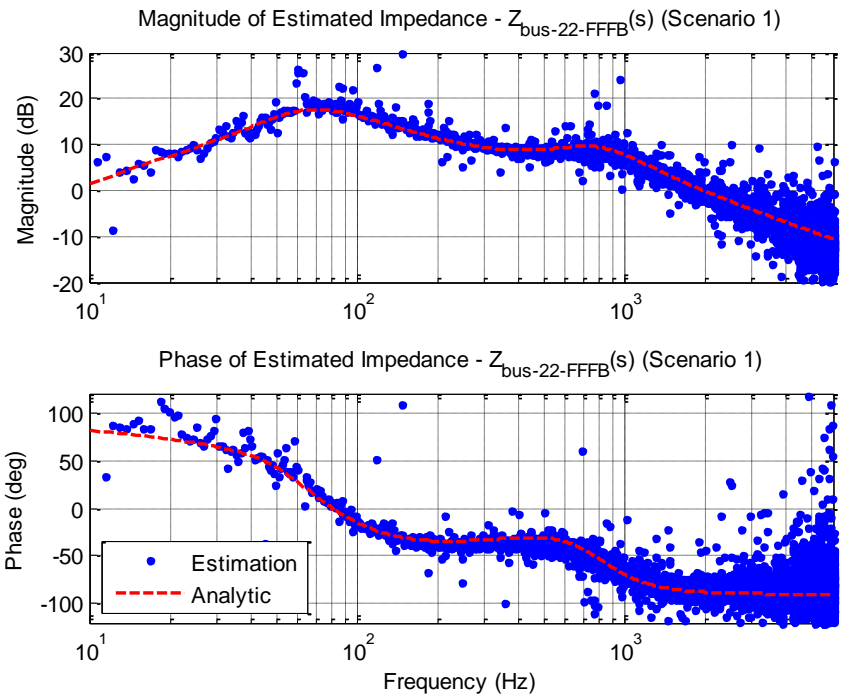 Magnitude of Estimated Impedance - Z_bus-22-FFFB(s) (Scenario 1)
Magnitude (dB)
30
20
10
0
-10
-20
10^1
10^2
10^3
Phase of Estimated Impedance - Z_bus-22-FFFB(s) (Scenario 1)
Phase (deg)
100
50
0
-50
-100
Estimation
Analytic
10^1
10^2
10^3
Frequency (Hz)